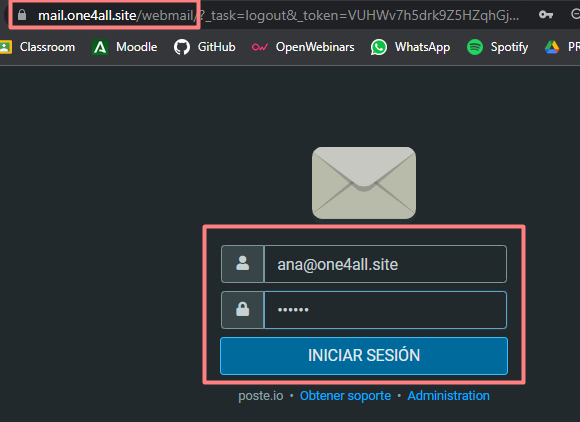 mail.one4all.site/webmail/?_task=logout&_token=VUHWv7h5drk9Z5HZqhGj...
Classroom Moodle GitHub OpenWebinars WhatsApp Spotify PR
ana@one4all.site
••••••
INICIAR SESIÓN
poste.io • Obtener soporte • Administration